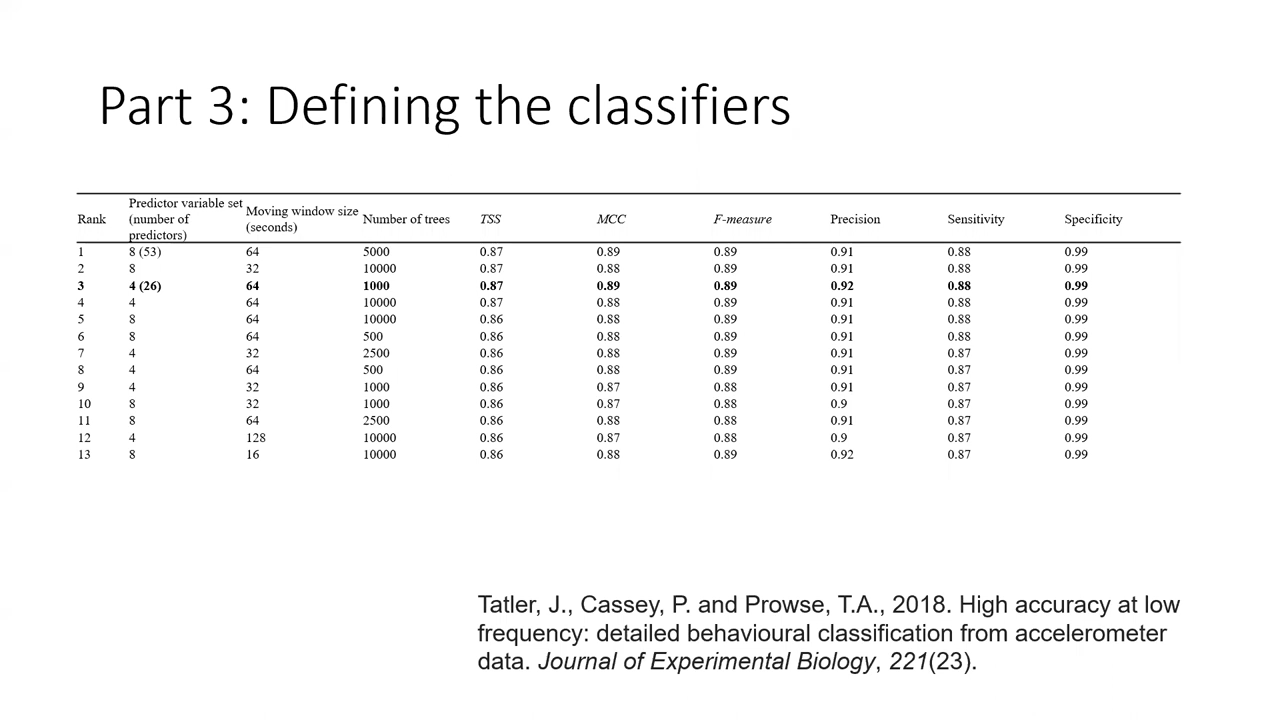 Part 3: Defining the classifiers
Rank Predictor variable set (number of predictors) Moving window size (seconds) Number of trees TSS MCC F-measure Precision Sensitivity Specificity
1 8 (53) 64 5000 0.87 0.89 0.89 0.91 0.88 0.99
2 8 32 10000 0.87 0.88 0.89 0.91 0.88 0.99
3 4 (26) 64 1000 0.87 0.89 0.89 0.92 0.88 0.99
4 4 64 10000 0.87 0.88 0.89 0.91 0.88 0.99
5 8 64 10000 0.86 0.88 0.89 0.91 0.88 0.99
6 8 64 500 0.86 0.88 0.89 0.91 0.88 0.99
7 4 32 2500 0.86 0.88 0.89 0.91 0.87 0.99
8 4 64 500 0.86 0.88 0.89 0.91 0.87 0.99
9 4 32 1000 0.86 0.87 0.88 0.91 0.87 0.99
10 8 32 1000 0.86 0.87 0.88 0.9 0.87 0.99
11 8 64 2500 0.86 0.88 0.88 0.91 0.87 0.99
12 4 128 10000 0.86 0.87 0.88 0.9 0.87 0.99
13 8 16 10000 0.86 0.88 0.89 0.92 0.87 0.99
Tatler, J., Cassey, P. and Prowse, T.A., 2018. High accuracy at low
frequency: detailed behavioural classification from accelerometer
data. Journal of Experimental Biology, 221(23).